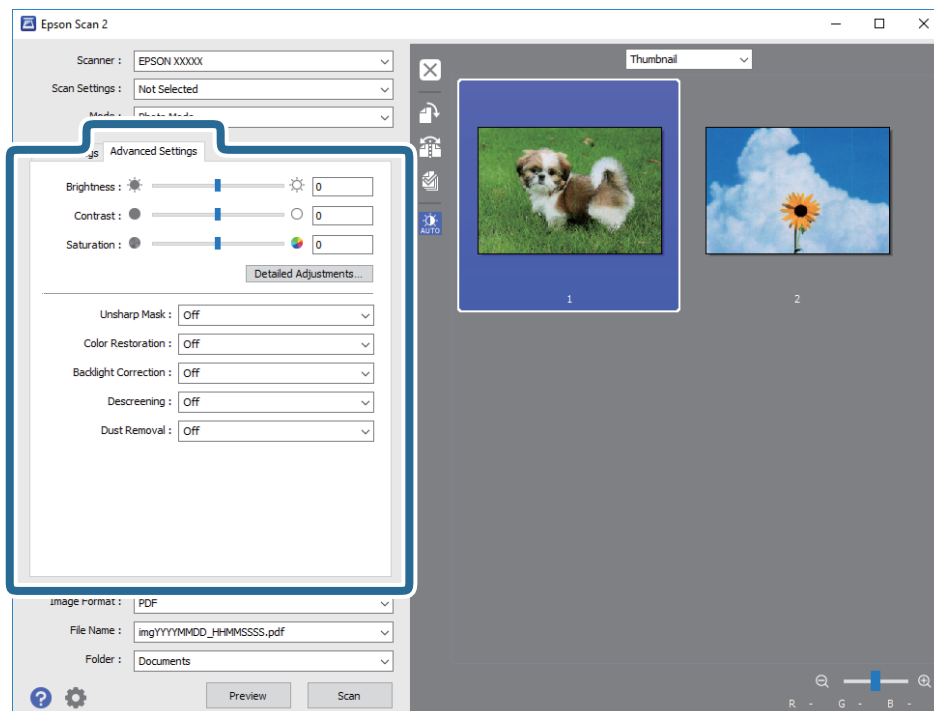 Epson Scan 2
Scanner : EPSON XXXXX
Scan Settings : Not Selected
Advanced Settings
Brightness : 0
Contrast : 0
Saturation : 0
Detailed Adjustments...
Unsharp Mask : Off
Color Restoration : Off
Backlight Correction : Off
Descreening : Off
Dust Removal : Off
Image Format : PDF
File Name : imgYYYYMMDD_HHMMSSSS.pdf
Folder : Documents
? Preview Scan
Thumbnail
AUTO
1 2
R - G - B -